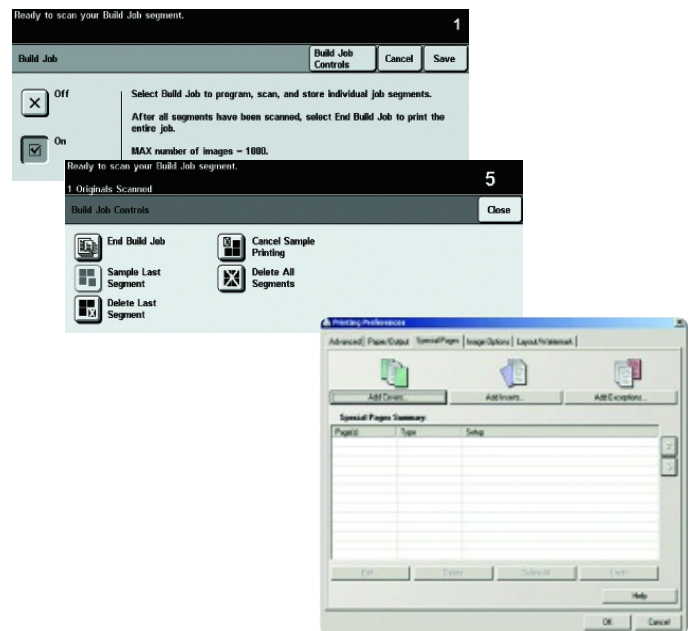 Ready to scan your Build Job segment.
1
Build Job
Build Job Controls
Cancel
Save
Off
On
Select Build Job to program, scan, and store individual job segments.
After all segments have been scanned, select End Build Job to print the
entire job.
MAX number of images – 1000.
Ready to scan your Build Job segment.
1 Originals Scanned
5
Build Job Controls
Close
End Build Job
Cancel Sample
Printing
Sample Last
Segment
Delete All
Segments
Delete Last
Segment
Printing Preferences
Advanced Paper/Output Special Pages Image Options Layout/Watermark
Add Covers...
Add Inserts...
Add Exceptions...
Special Pages Summary:
Page(s) Type Setup
Edit... Delete Delete All Undo
Help
OK Cancel